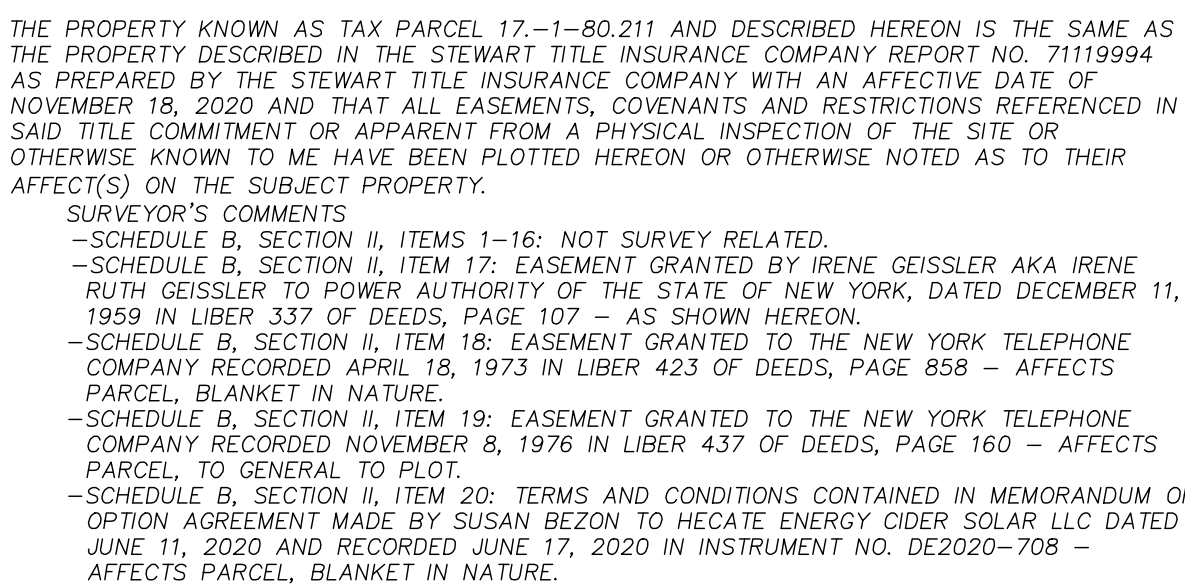 THE PROPERTY KNOWN AS TAX PARCEL 17.-1-80.211 AND DESCRIBED HEREON IS THE SAME AS
THE PROPERTY DESCRIBED IN THE STEWART TITLE INSURANCE COMPANY REPORT NO. 71119994
AS PREPARED BY THE STEWART TITLE INSURANCE COMPANY WITH AN AFFECTIVE DATE OF
NOVEMBER 18, 2020 AND THAT ALL EASEMENTS, COVENANTS AND RESTRICTIONS REFERENCED IN
SAID TITLE COMMITMENT OR APPARENT FROM A PHYSICAL INSPECTION OF THE SITE OR
OTHERWISE KNOWN TO ME HAVE BEEN PLOTTED HEREON OR OTHERWISE NOTED AS TO THEIR
AFFECT(S) ON THE SUBJECT PROPERTY.
SURVEYOR'S COMMENTS
-SCHEDULE B, SECTION II, ITEMS 1-16: NOT SURVEY RELATED.
-SCHEDULE B, SECTION II, ITEM 17: EASEMENT GRANTED BY IRENE GEISSLER AKA IRENE
RUTH GEISSLER TO POWER AUTHORITY OF THE STATE OF NEW YORK, DATED DECEMBER 11,
1959 IN LIBER 337 OF DEEDS, PAGE 107 - AS SHOWN HEREON.
-SCHEDULE B, SECTION II, ITEM 18: EASEMENT GRANTED TO THE NEW YORK TELEPHONE
COMPANY RECORDED APRIL 18, 1973 IN LIBER 423 OF DEEDS, PAGE 858 - AFFECTS
PARCEL, BLANKET IN NATURE.
-SCHEDULE B, SECTION II, ITEM 19: EASEMENT GRANTED TO THE NEW YORK TELEPHONE
COMPANY RECORDED NOVEMBER 8, 1976 IN LIBER 437 OF DEEDS, PAGE 160 - AFFECTS
PARCEL, TO GENERAL TO PLOT.
-SCHEDULE B, SECTION II, ITEM 20: TERMS AND CONDITIONS CONTAINED IN MEMORANDUM OF
OPTION AGREEMENT MADE BY SUSAN BEZON TO HECATE ENERGY CIDER SOLAR LLC DATED
JUNE 11, 2020 AND RECORDED JUNE 17, 2020 IN INSTRUMENT NO. DE2020-708 -
AFFECTS PARCEL, BLANKET IN NATURE.